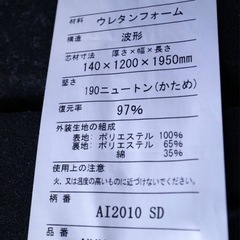 材料 ウレタンフォーム
構造 波形
芯材寸法 厚さ×幅×長さ
140×1200×1950mm
堅さ 190ニュートン(かため)
復元率 97%
外装生地の組成
表地: ポリエステル 100%
裏地: ポリエステル 65%
綿 35%
使用上の注意
火、又は温度の高いものに近づけないでください。
柄番 AI2010 SD
品番